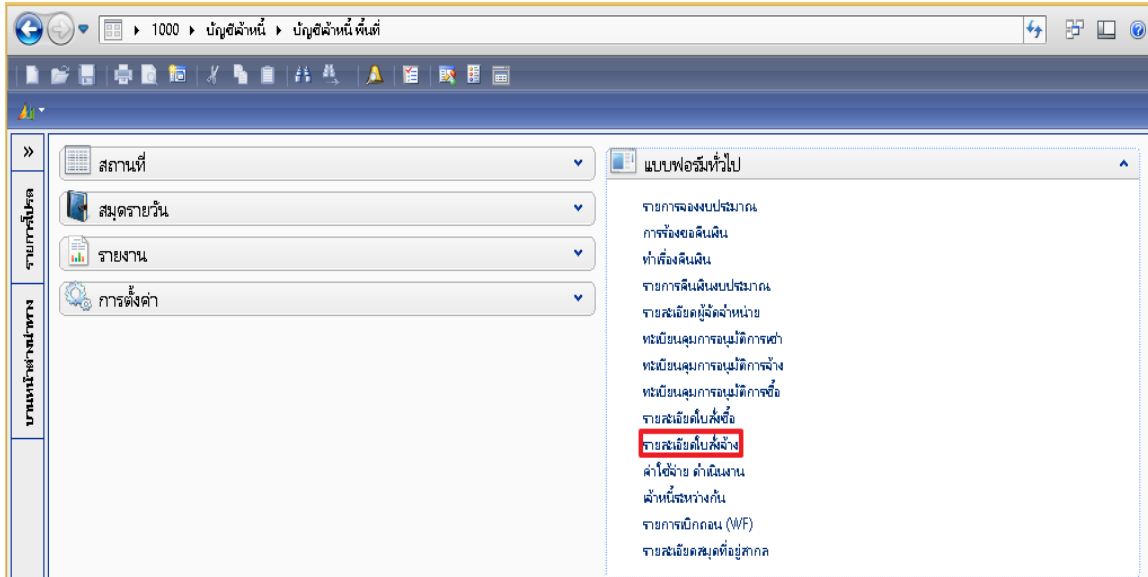 1000 ▸ บัญชีเจ้าหนี้ ▸ บัญชีเจ้าหนี้ พื้นที่
»
รายการโปรด
บานหน้าต่างนำทาง
สถานที่
สมุดรายวัน
รายงาน
การตั้งค่า
แบบฟอร์มทั่วไป
รายการจองงบประมาณ
การร้องขอคืนเงิน
ทำเรื่องคืนเงิน
รายการคืนเงินงบประมาณ
รายละเอียดผู้จัดจำหน่าย
ทะเบียนคุมการอนุมัติการเช่า
ทะเบียนคุมการอนุมัติการจ้าง
ทะเบียนคุมการอนุมัติการซื้อ
รายละเอียดใบสั่งซื้อ
รายละเอียดใบสั่งจ้าง
ค่าใช้จ่าย ดำเนินงาน
เจ้าหนี้ระหว่างกัน
รายการเบิกถอน (WF)
รายละเอียดสมุดที่อยู่สากล